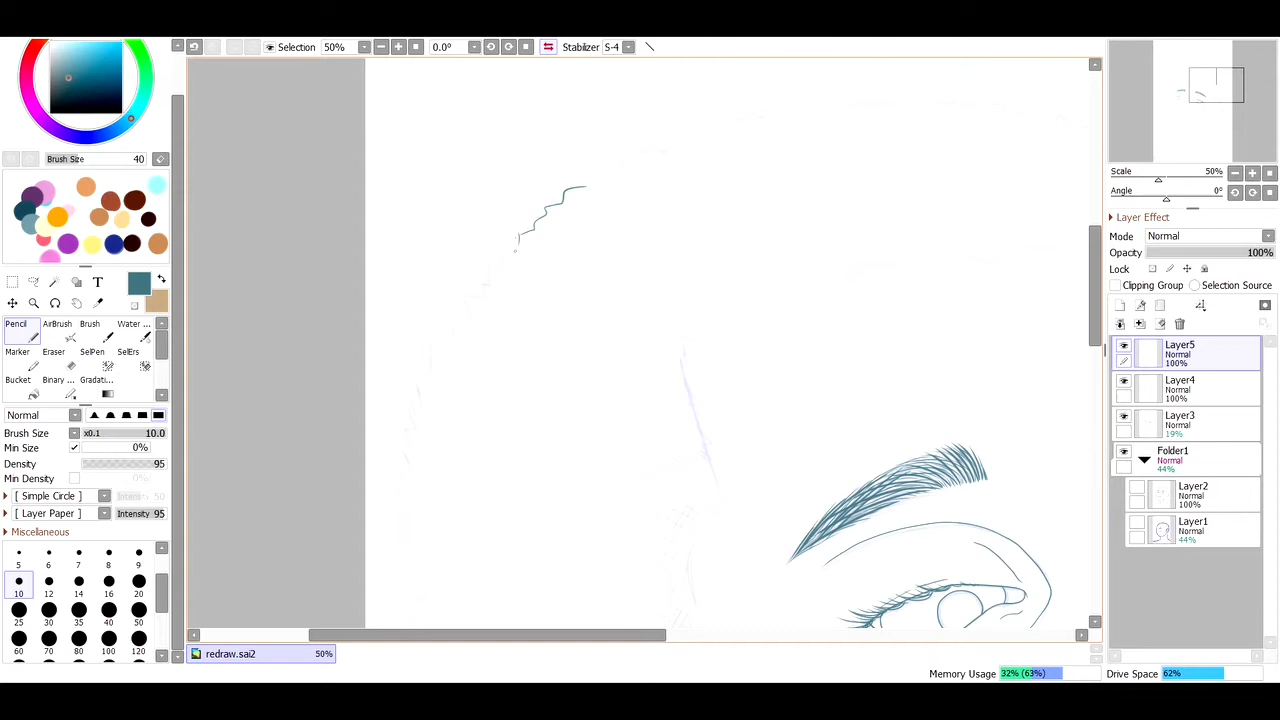 Selection 50% 0.0° Stabilizer S-4
Brush Size 40
T
Pencil AirBrush Brush Water ...
Marker Eraser SelPen SelErs
Bucket Binary ... Gradati...
Normal
Brush Size x0.1 10.0
Min Size 0%
Density 95
Min Density 0%
[ Simple Circle ] Intensity 50
[ Layer Paper ] Intensity 95
Miscellaneous
5 6 7 8 9
10 12 14 16 20
25 30 35 40 50
60 70 80 100 120
redraw.sai2 50%
Scale 50%
Angle 0°
Layer Effect
Mode Normal
Opacity 100%
Lock
Clipping Group Selection Source
Layer5
Normal
100%
Layer4
Normal
100%
Layer3
Normal
19%
Folder1
Normal
44%
Layer2
Normal
100%
Layer1
Normal
44%
Memory Usage 32% (63%) Drive Space 62%